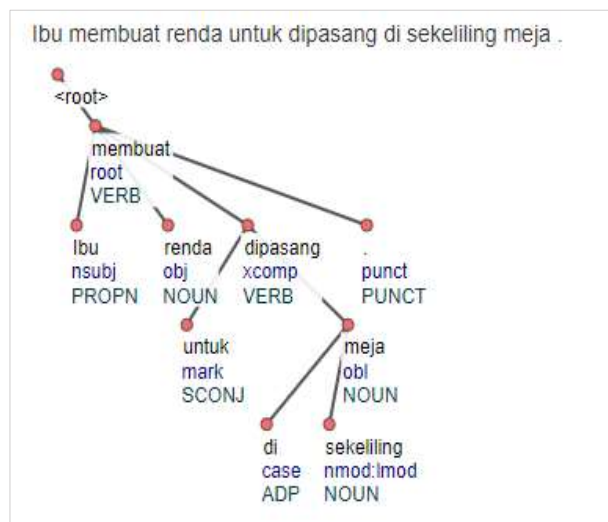 Ibu membuat renda untuk dipasang di sekeliling meja .
<root>
membuat
root
VERB
Ibu renda dipasang .
nsubj obj xcomp punct
PROPN NOUN VERB PUNCT
untuk meja
mark obl
SCONJ NOUN
di sekeliling
case nmod:lmod
ADP NOUN